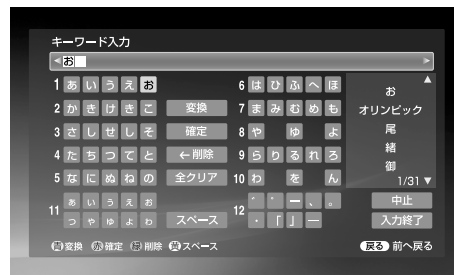 キーワード入力
お
1 あ い う え お 6 は ひ ふ へ ほ
2 か き く け こ 変換 7 ま み む め も
3 さ し す せ そ 確定 8 や ゆ よ
4 た ち つ て と ←削除 9 ら り る れ ろ
5 な に ぬ ね の 全クリア 10 わ を ん
11 ぁ ぃ ぅ ぇ ぉ
っ ゃ ゅ ょ ゎ スペース
12 ゛ ゜ ー 、 。
・ 「 」 —
お
オリンピック
尾
緒
御
1/31
中止
入力終了
青 変換 赤 確定 緑 削除 黄 スペース 戻る 前へ戻る